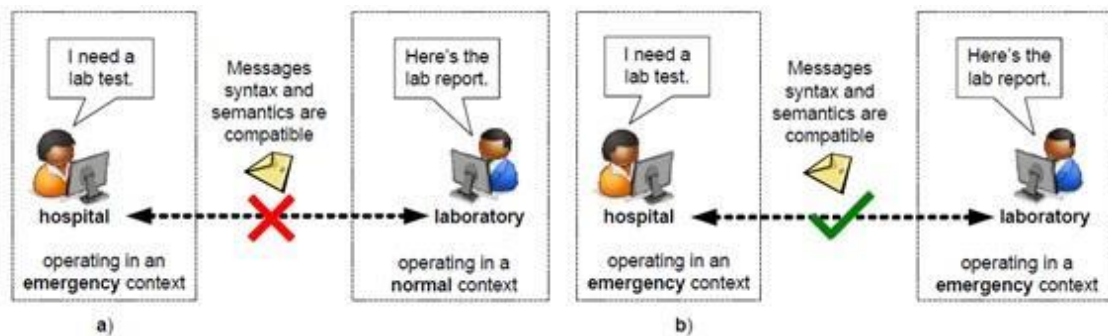 I need a
lab test.
Messages
syntax and
semantics are
compatible
Here's the
lab report.
hospital
laboratory
operating in an
emergency context
operating in a
normal context
a)
I need a
lab test.
Messages
syntax and
semantics are
compatible
Here's the
lab report.
hospital
laboratory
operating in an
emergency context
operating in a
emergency context
b)